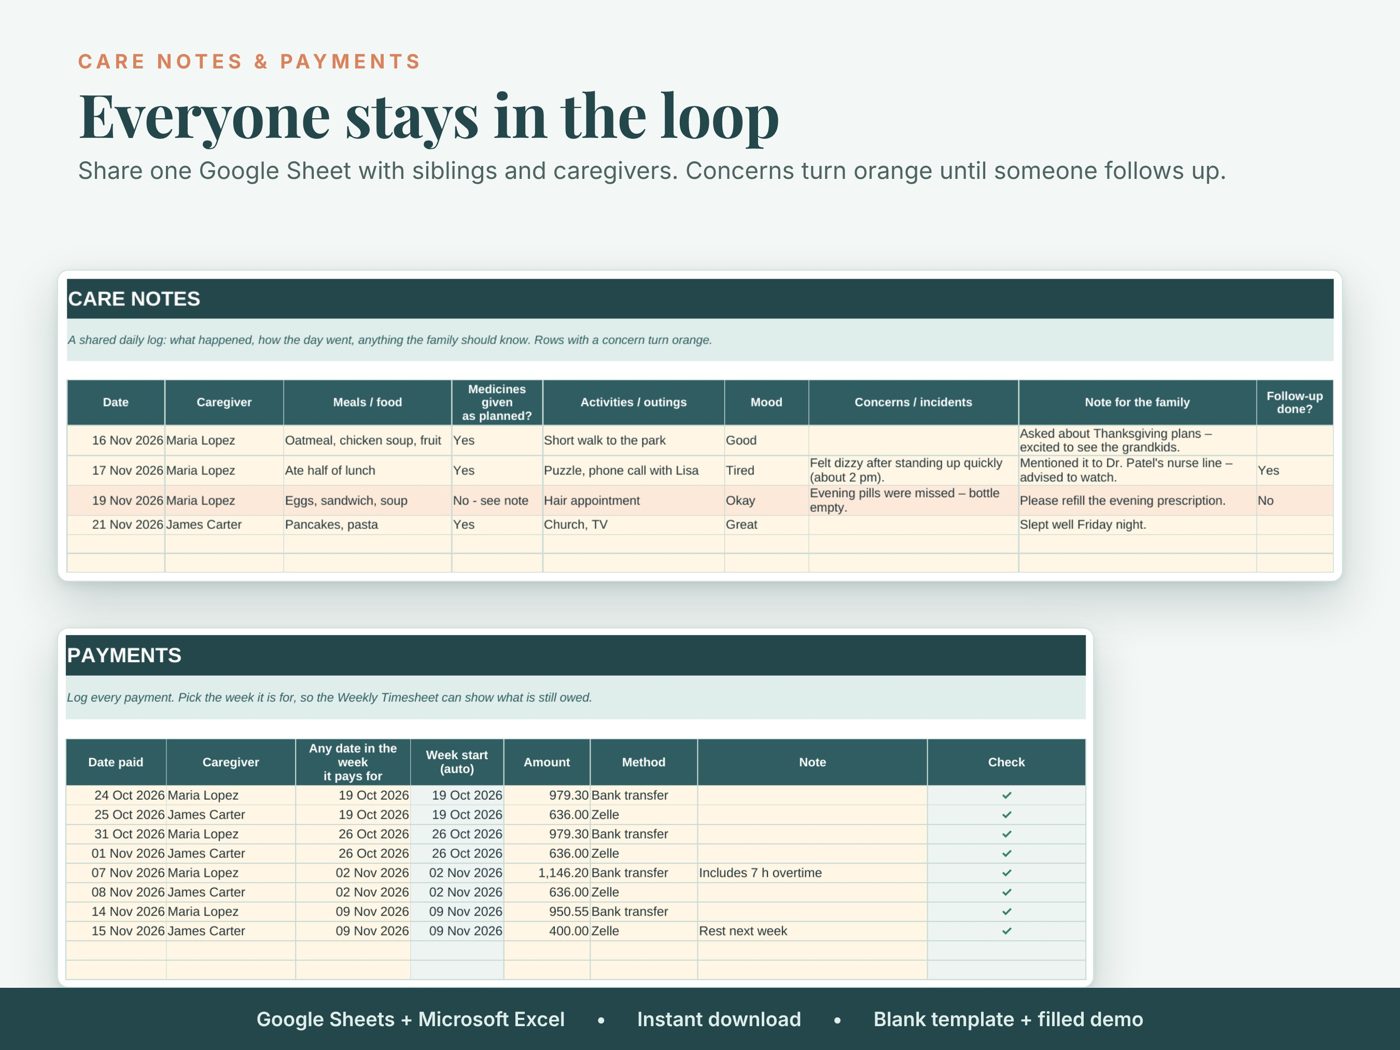 CARE NOTES & PAYMENTS
Everyone stays in the loop
Share one Google Sheet with siblings and caregivers. Concerns turn orange until someone follows up.
CARE NOTES
A shared daily log: what happened, how the day went, anything the family should know. Rows with a concern turn orange.
Date Caregiver Meals / food Medicines given as planned? Activities / outings Mood Concerns / incidents Note for the family Follow-up done?
16 Nov 2026 Maria Lopez Oatmeal, chicken soup, fruit Yes Short walk to the park Good Asked about Thanksgiving plans – excited to see the grandkids.
17 Nov 2026 Maria Lopez Ate half of lunch Yes Puzzle, phone call with Lisa Tired Felt dizzy after standing up quickly (about 2 pm). Mentioned it to Dr. Patel's nurse line – advised to watch. Yes
19 Nov 2026 Maria Lopez Eggs, sandwich, soup No - see note Hair appointment Okay Evening pills were missed – bottle empty. Please refill the evening prescription. No
21 Nov 2026 James Carter Pancakes, pasta Yes Church, TV Great Slept well Friday night.
PAYMENTS
Log every payment. Pick the week it is for, so the Weekly Timesheet can show what is still owed.
Date paid Caregiver Any date in the week it pays for Week start (auto) Amount Method Note Check
24 Oct 2026 Maria Lopez 19 Oct 2026 19 Oct 2026 979.30 Bank transfer ✓
25 Oct 2026 James Carter 19 Oct 2026 19 Oct 2026 636.00 Zelle ✓
31 Oct 2026 Maria Lopez 26 Oct 2026 26 Oct 2026 979.30 Bank transfer ✓
01 Nov 2026 James Carter 26 Oct 2026 26 Oct 2026 636.00 Zelle ✓
07 Nov 2026 Maria Lopez 02 Nov 2026 02 Nov 2026 1,146.20 Bank transfer Includes 7 h overtime ✓
08 Nov 2026 James Carter 02 Nov 2026 02 Nov 2026 636.00 Zelle ✓
14 Nov 2026 Maria Lopez 09 Nov 2026 09 Nov 2026 950.55 Bank transfer ✓
15 Nov 2026 James Carter 09 Nov 2026 09 Nov 2026 400.00 Zelle Rest next week ✓
Google Sheets + Microsoft Excel • Instant download • Blank template + filled demo